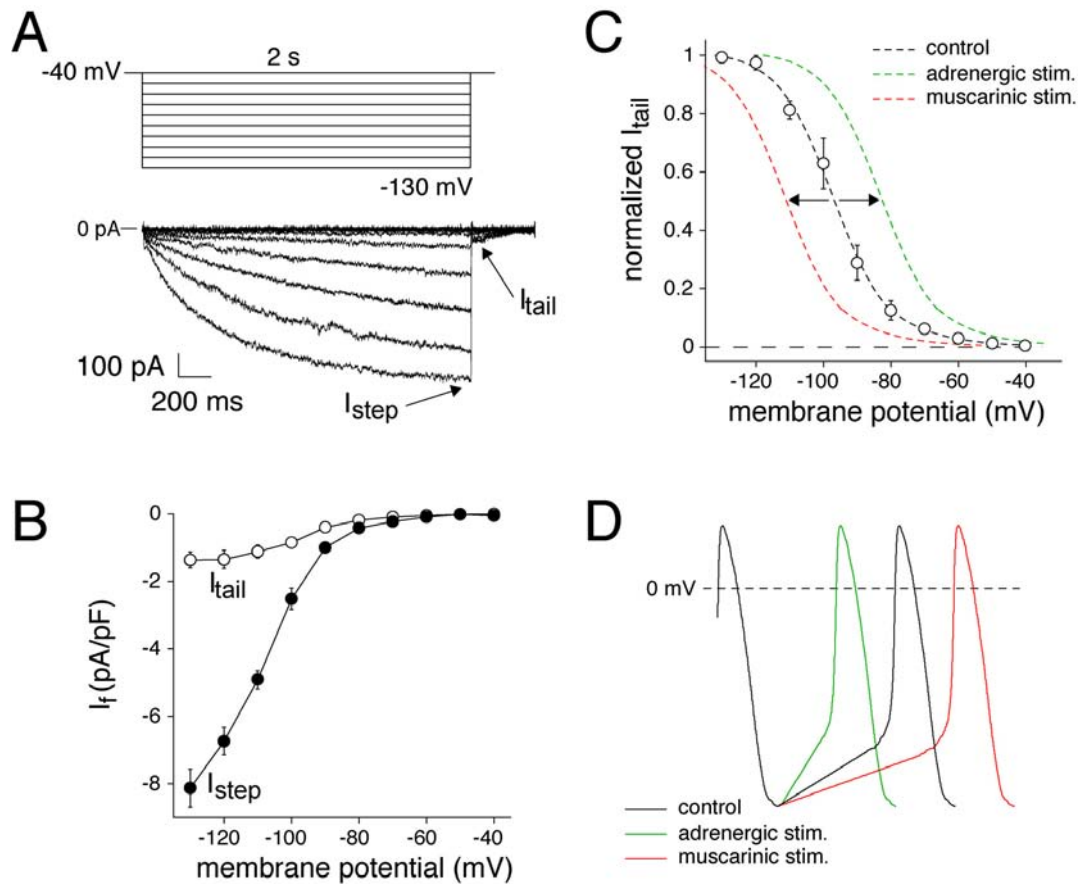 A
2 s
-40 mV
-130 mV
0 pA
I_tail
100 pA
200 ms
I_step
C
control
adrenergic stim.
muscarinic stim.
1
0.8
0.6
0.4
0.2
0
normalized I_tail
-120 -100 -80 -60 -40
membrane potential (mV)
B
0
-2
-4
-6
-8
I_f (pA/pF)
I_tail
I_step
-120 -100 -80 -60 -40
membrane potential (mV)
D
0 mV
control
adrenergic stim.
muscarinic stim.